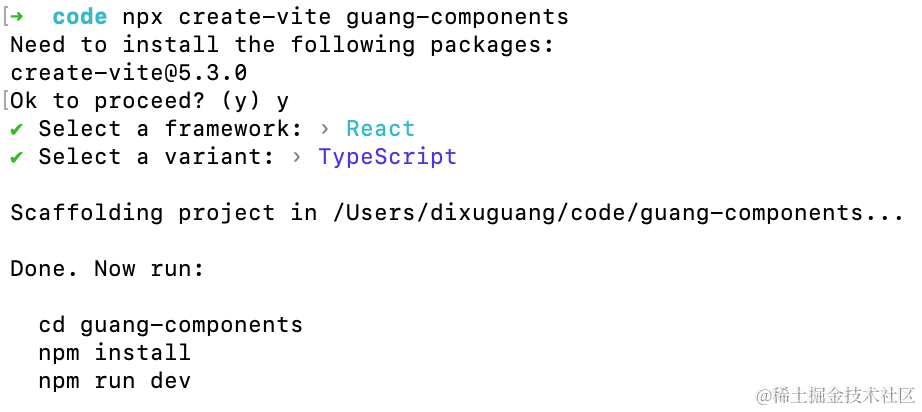 ➜  code npx create-vite guang-components
Need to install the following packages:
create-vite@5.3.0
Ok to proceed? (y) y
✔ Select a framework: › React
✔ Select a variant: › TypeScript
Scaffolding project in /Users/dixuguang/code/guang-components...
Done. Now run:
cd guang-components
npm install
npm run dev
@稀土掘金技术社区